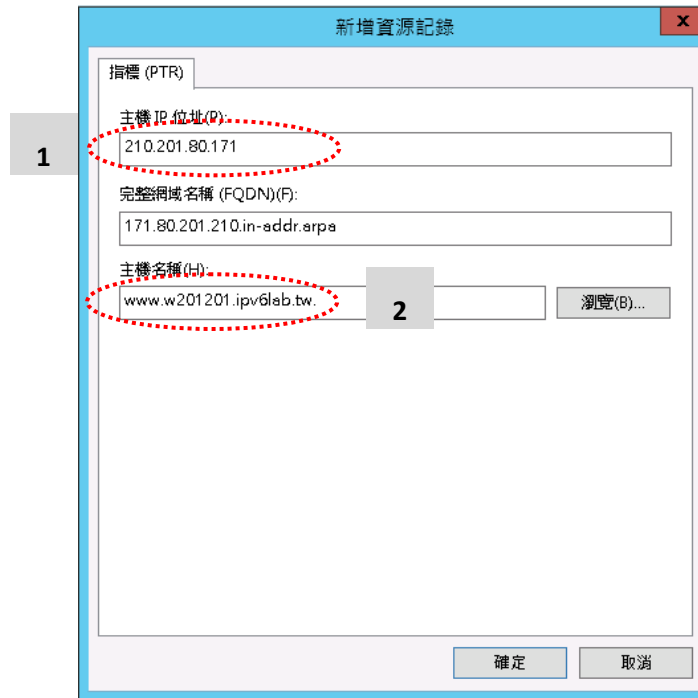 新增資源記錄
x
指標 (PTR)
主機 IP 位址(P):
210.201.80.171
1
完整網域名稱 (FQDN)(F):
171.80.201.210.in-addr.arpa
主機名稱(H):
www.w201201.ipv6lab.tw.
2
瀏覽(B)...
確定
取消